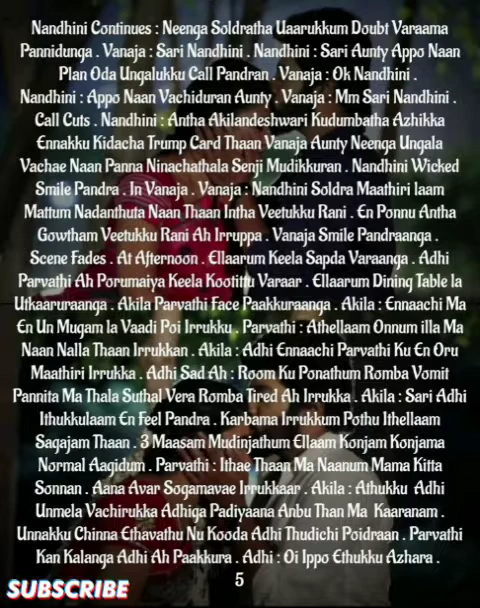 Nandhini Continues : Neenga Soldratha Uaarukkum Doubt Varaama
Pannidunga . Vanaja : Sari Nandhini . Nandhini : Sari Aunty Appo Naan
Plan Oda Ungalukku Call Pandran . Vanaja : Ok Nandhini .
Nandhini : Appo Naan Vachiduran Aunty . Vanaja : Mm Sari Nandhini .
Call Cuts . Nandhini : Antha Akilandeshwari Kudumbatha Azhikka
Ennakku Kidacha Trump Card Thaan Vanaja Aunty Neenga Ungala
Vachae Naan Panna Ninachathala Senji Mudikkuran . Nandhini Wicked
Smile Pandra . In Vanaja . Vanaja : Nandhini Soldra Maathiri laam
Mattum Nadanthuta Naan Thaan Intha Veetukku Rani . En Ponnu Antha
Gowtham Veetukku Rani Ah Irruppa . Vanaja Smile Pandraanga .
Scene Fades . At Afternoon . Ellaarum Keela Sapda Varaanga . Adhi
Parvathi Ah Porumaiya Keela Kootittu Varaar . Ellaarum Dining Table la
Utkaaruraanga . Akila Parvathi Face Paakkuraanga . Akila : Ennaachi Ma
En Un Mugam la Vaadi Poi Irrukku . Parvathi : Athellaam Onnum illa Ma
Naan Nalla Thaan Irrukkan . Akila : Adhi Ennaachi Parvathi Ku En Oru
Maathiri Irrukka . Adhi Sad Ah : Room Ku Ponathum Romba Vomit
Pannita Ma Thala Suthal Vera Romba Tired Ah Irrukka . Akila : Sari Adhi
Ithukkulaam En Feel Pandra . Karbama Irrukkum Pothu Ithellaam
Sagajam Thaan . 3 Maasam Mudinjathum Ellaam Konjam Konjama
Normal Aagidum . Parvathi : Ithae Thaan Ma Naanum Mama Kitta
Sonnan . Aana Avar Sogamavae Irrukkaar . Akila : Athukku Adhi
Unmela Vachirukka Adhiga Padiyaana Anbu Than Ma Kaaranam .
Unnakku Chinna Ethavathu Nu Kooda Adhi Thudichi Poidraan . Parvathi
Kan Kalanga Adhi Ah Paakkura . Adhi : Oi Ippo Ethukku Azhara .
5
SUBSCRIBE